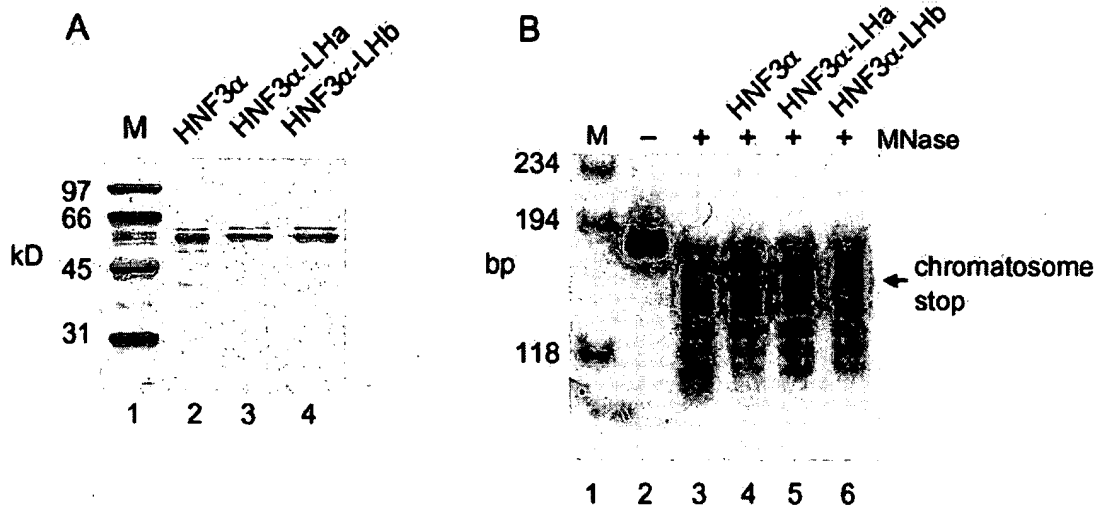 A
M HNF3α HNF3α-LHa HNF3α-LHb
97
66
kD
45
31
1 2 3 4
B
HNF3α HNF3α-LHa HNF3α-LHb
M – + + + + MNase
234
194
bp
chromatosome
stop
118
1 2 3 4 5 6